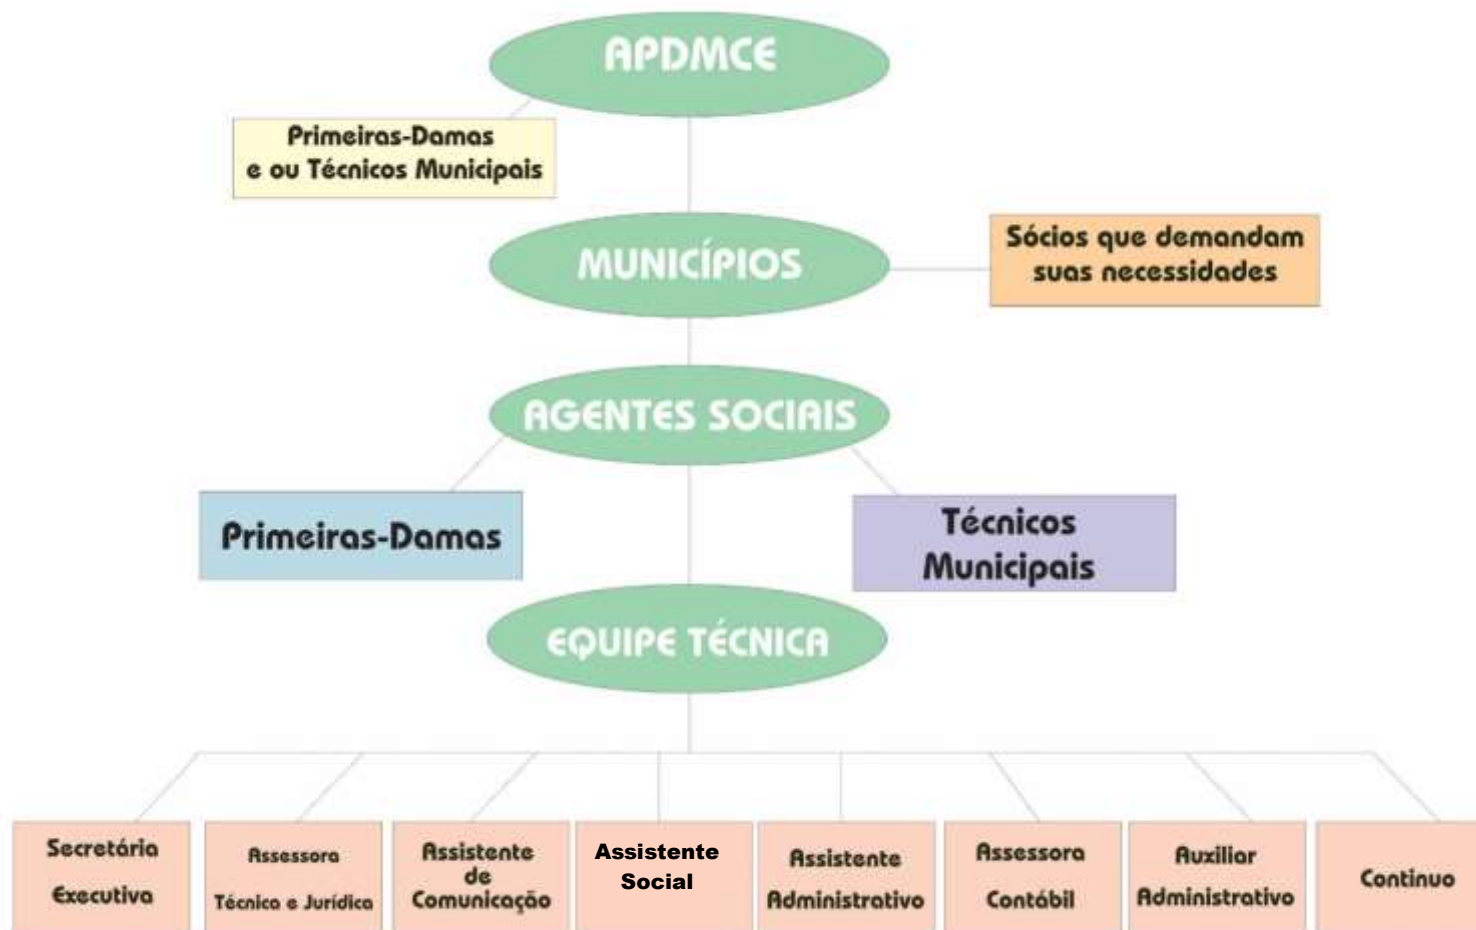 APDMCE
Primeiras-Damas
e ou Técnicos Municipais
MUNICÍPIOS
Sócios que demandam
suas necessidades
AGENTES SOCIAIS
Primeiras-Damas
Técnicos
Municipais
EQUIPE TÉCNICA
Secretária
Executiva
Assessora
Técnica e Jurídica
Assistente
de
Comunicação
Assistente
Social
Assistente
Administrativo
Assessora
Contábil
Auxiliar
Administrativo
Continuo